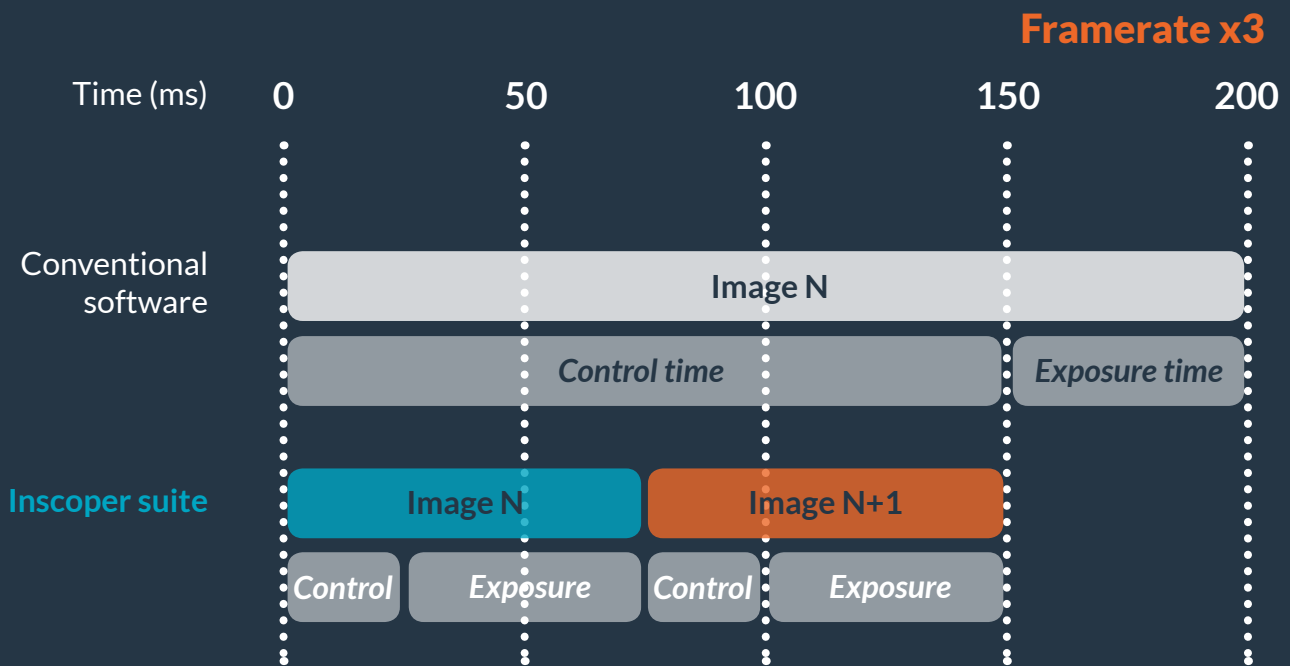 Framerate x3
Time (ms)
0
50
100
150
200
Conventional
software
Image N
Control time
Exposure time
Inscoper suite
Image N
Image N+1
Control
Exposure
Control
Exposure